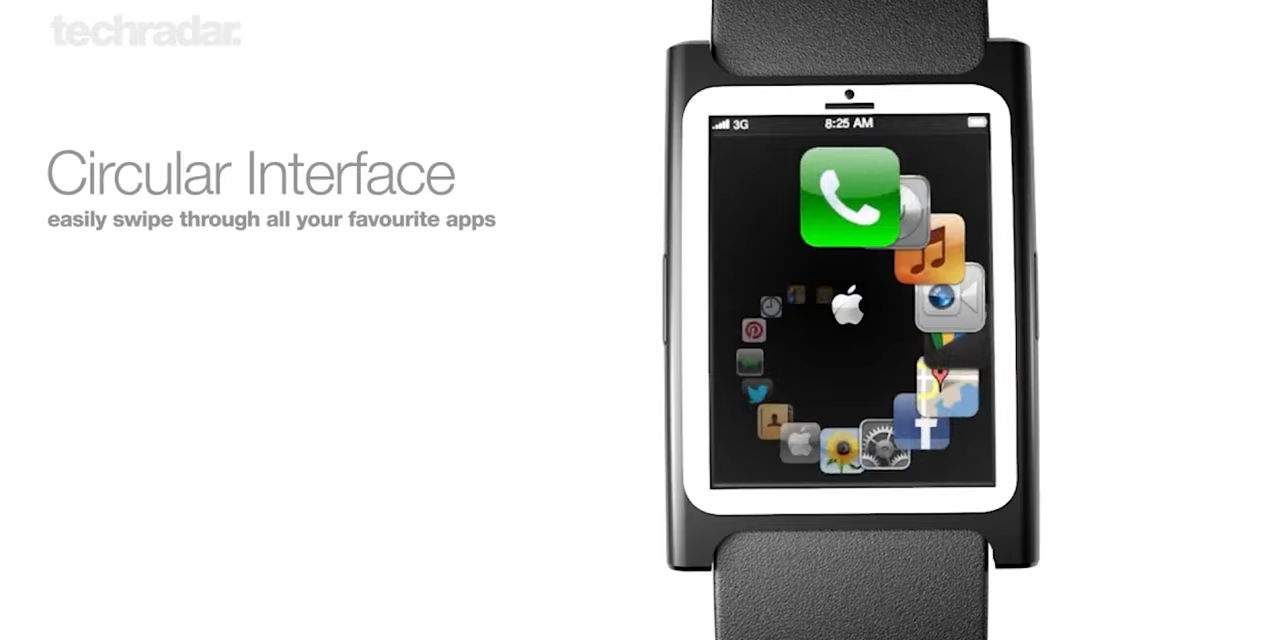 techradar.
Circular Interface
easily swipe through all your favourite apps
3G
8:25 AM